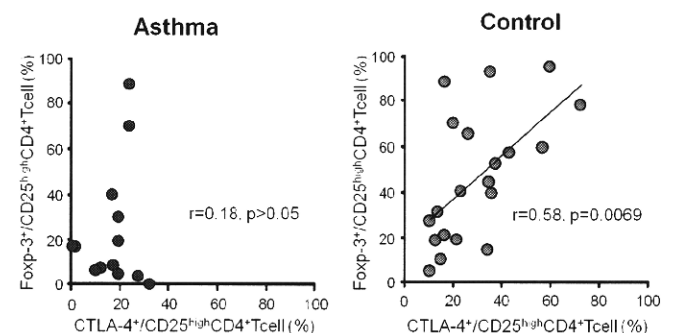 Asthma
Foxp-3⁺/CD25ʰⁱᵍʰCD4⁺Tcell (%)
100
80
60
40
20
0
r=0.18, p>0.05
0 20 40 60 80 100
CTLA-4⁺/CD25ʰⁱᵍʰCD4⁺Tcell (%)
Control
Foxp-3⁺/CD25ʰⁱᵍʰCD4⁺Tcell (%)
100
80
60
40
20
0
r=0.58, p=0.0069
0 20 40 60 80 100
CTLA-4⁺/CD25ʰⁱᵍʰCD4⁺Tcell (%)